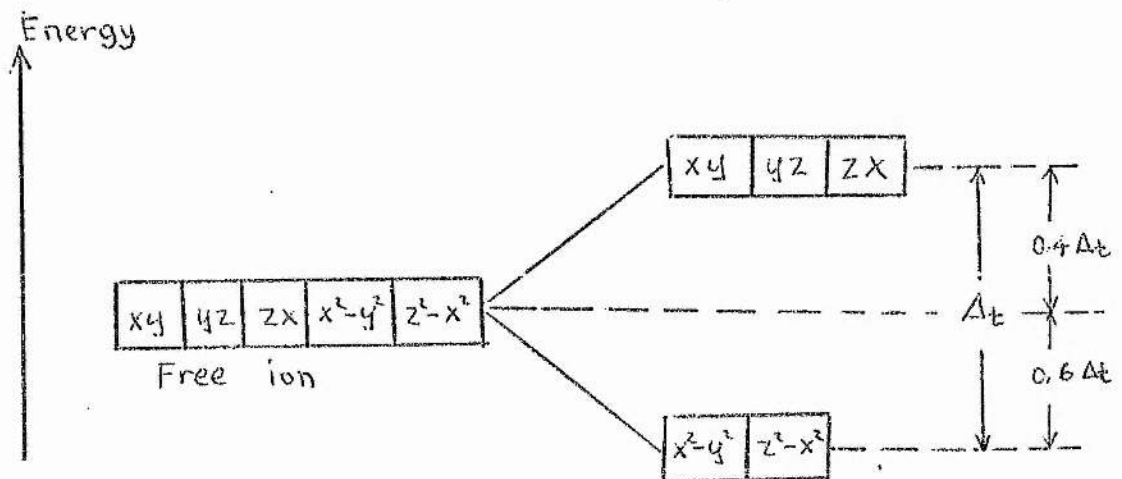 Energy
xy yz zx
0.4 Δt
xy yz zx x²-y² z²-x²
Δt
Free ion
0.6 Δt
x²-y² z²-x²